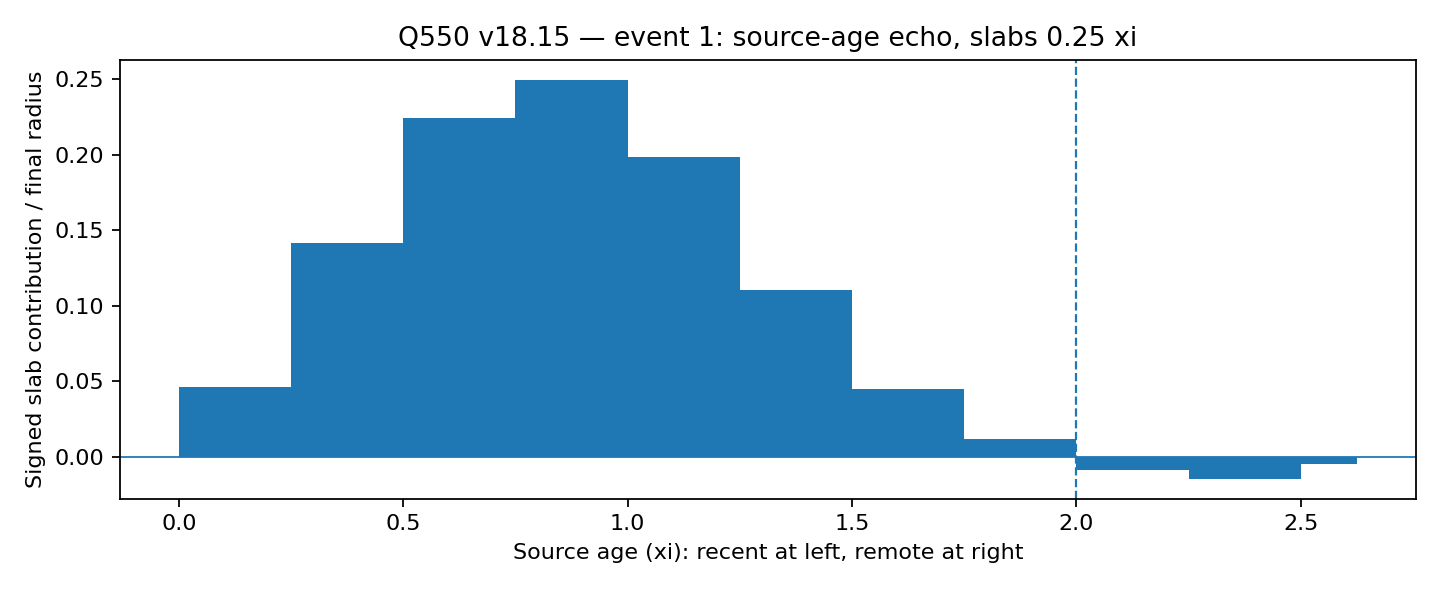 Q550 v18.15 — event 1: source-age echo, slabs 0.25 xi
Signed slab contribution / final radius
0.25
0.20
0.15
0.10
0.05
0.00
0.0 0.5 1.0 1.5 2.0 2.5
Source age (xi): recent at left, remote at right